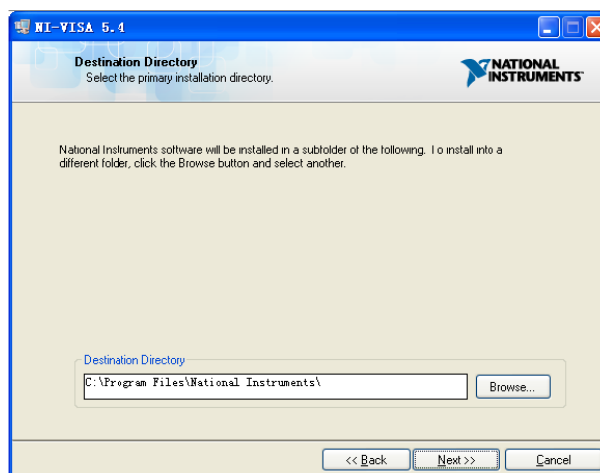 NI-VISA 5.4
Destination Directory
Select the primary installation directory.
NATIONAL
INSTRUMENTS
National Instruments software will be installed in a subfolder of the following. To install into a
different folder, click the Browse button and select another.
Destination Directory
C:\Program Files\National Instruments\
Browse...
<< Back
Next >>
Cancel